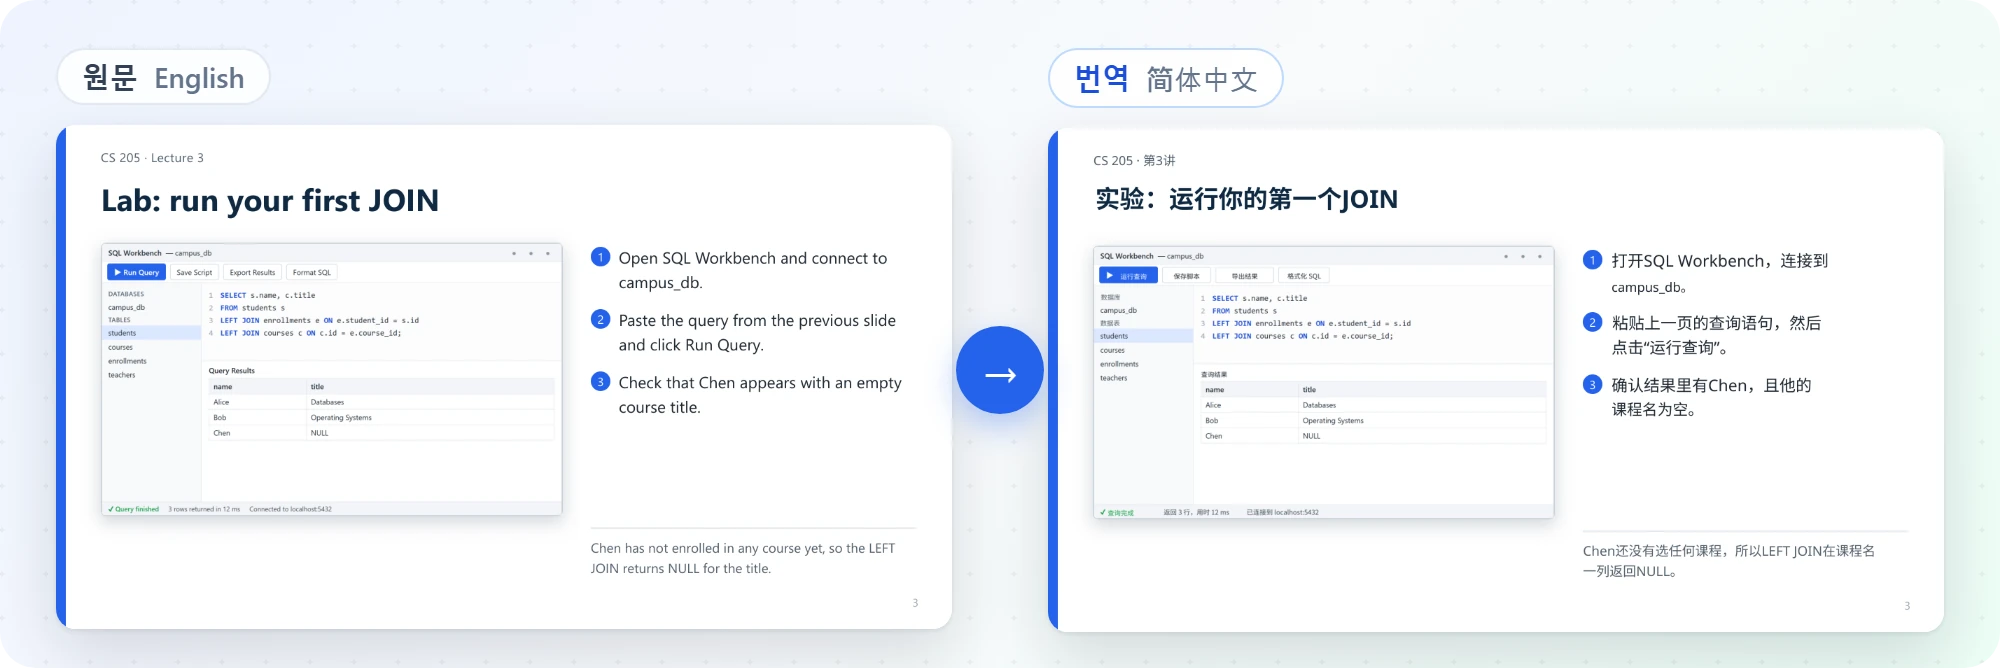 원문 English
CS 205 · Lecture 3
Lab: run your first JOIN
SQL Workbench — campus_db
▶ Run Query Save Script Export Results Format SQL
DATABASES
campus_db
TABLES
students
courses
enrollments
teachers
1 SELECT s.name, c.title
2 FROM students s
3 LEFT JOIN enrollments e ON e.student_id = s.id
4 LEFT JOIN courses c ON c.id = e.course_id;
Query Results
name title
Alice Databases
Bob Operating Systems
Chen NULL
✓ Query finished 3 rows returned in 12 ms Connected to localhost:5432
1 Open SQL Workbench and connect to
campus_db.
2 Paste the query from the previous slide
and click Run Query.
3 Check that Chen appears with an empty
course title.
Chen has not enrolled in any course yet, so the LEFT
JOIN returns NULL for the title.
3
→
번역 简体中文
CS 205 · 第3讲
实验：运行你的第一个JOIN
SQL Workbench — campus_db
▶ 运行查询 保存脚本 导出结果 格式化 SQL
数据库
campus_db
数据表
students
courses
enrollments
teachers
1 SELECT s.name, c.title
2 FROM students s
3 LEFT JOIN enrollments e ON e.student_id = s.id
4 LEFT JOIN courses c ON c.id = e.course_id;
查询结果
name title
Alice Databases
Bob Operating Systems
Chen NULL
✓ 查询完成 返回 3 行，用时 12 ms 已连接到 localhost:5432
1 打开SQL Workbench，连接到
campus_db。
2 粘贴上一页的查询语句，然后
点击“运行查询”。
3 确认结果里有Chen，且他的
课程名为空。
Chen还没有选任何课程，所以LEFT JOIN在课程名
一列返回NULL。
3